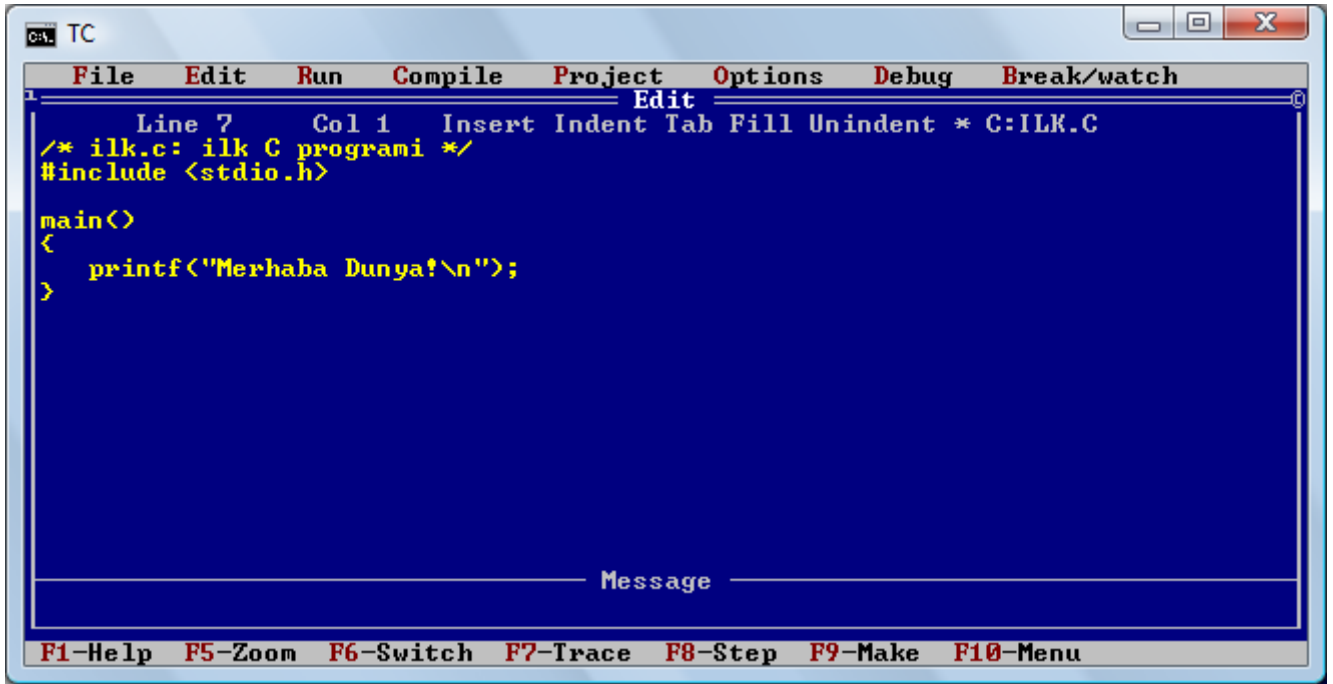 TC
File Edit Run Compile Project Options Debug Break/watch
Edit
Line 7 Col 1 Insert Indent Tab Fill Unindent * C:ILK.C
/* ilk.c: ilk C programi */
#include <stdio.h>
main()
{
printf("Merhaba Dunya!\n");
}
Message
F1-Help F5-Zoom F6-Switch F7-Trace F8-Step F9-Make F10-Menu